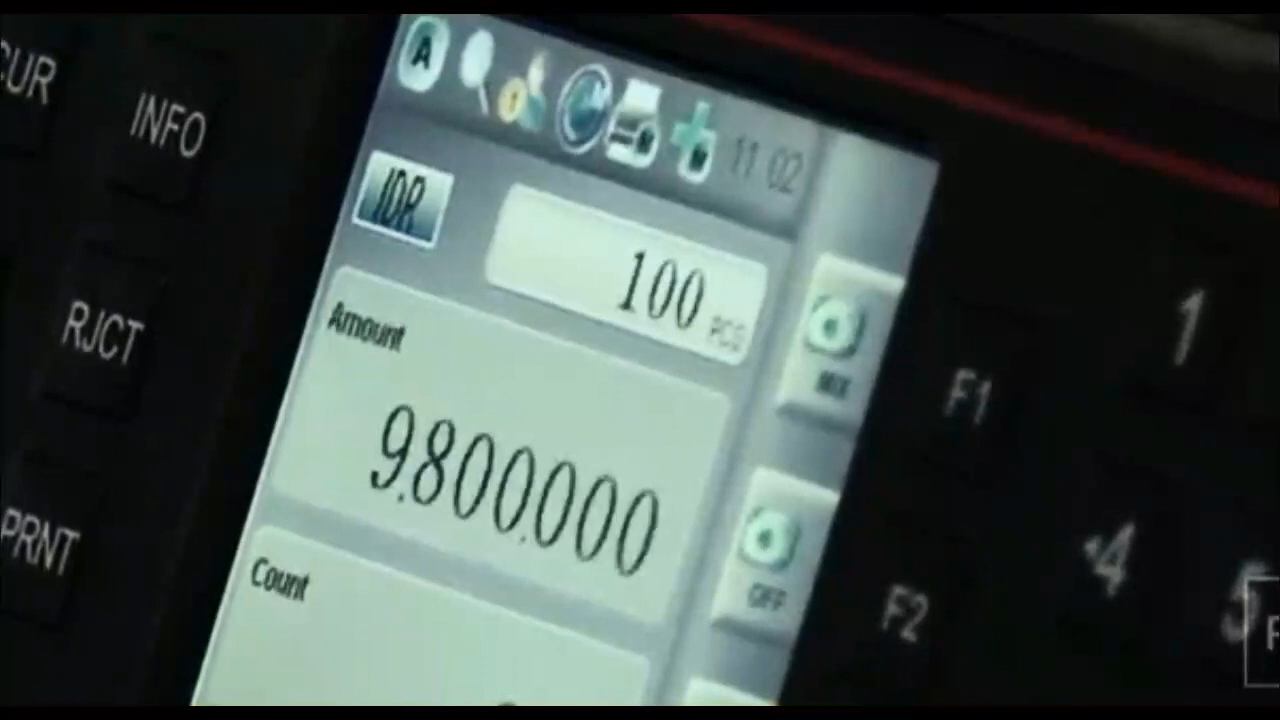 CUR
INFO
RJCT
PRNT
A
11 02
IDR
100 PCS
Amount
9.800.000
Count
MIX
OFF
F1
F2
1
4
5